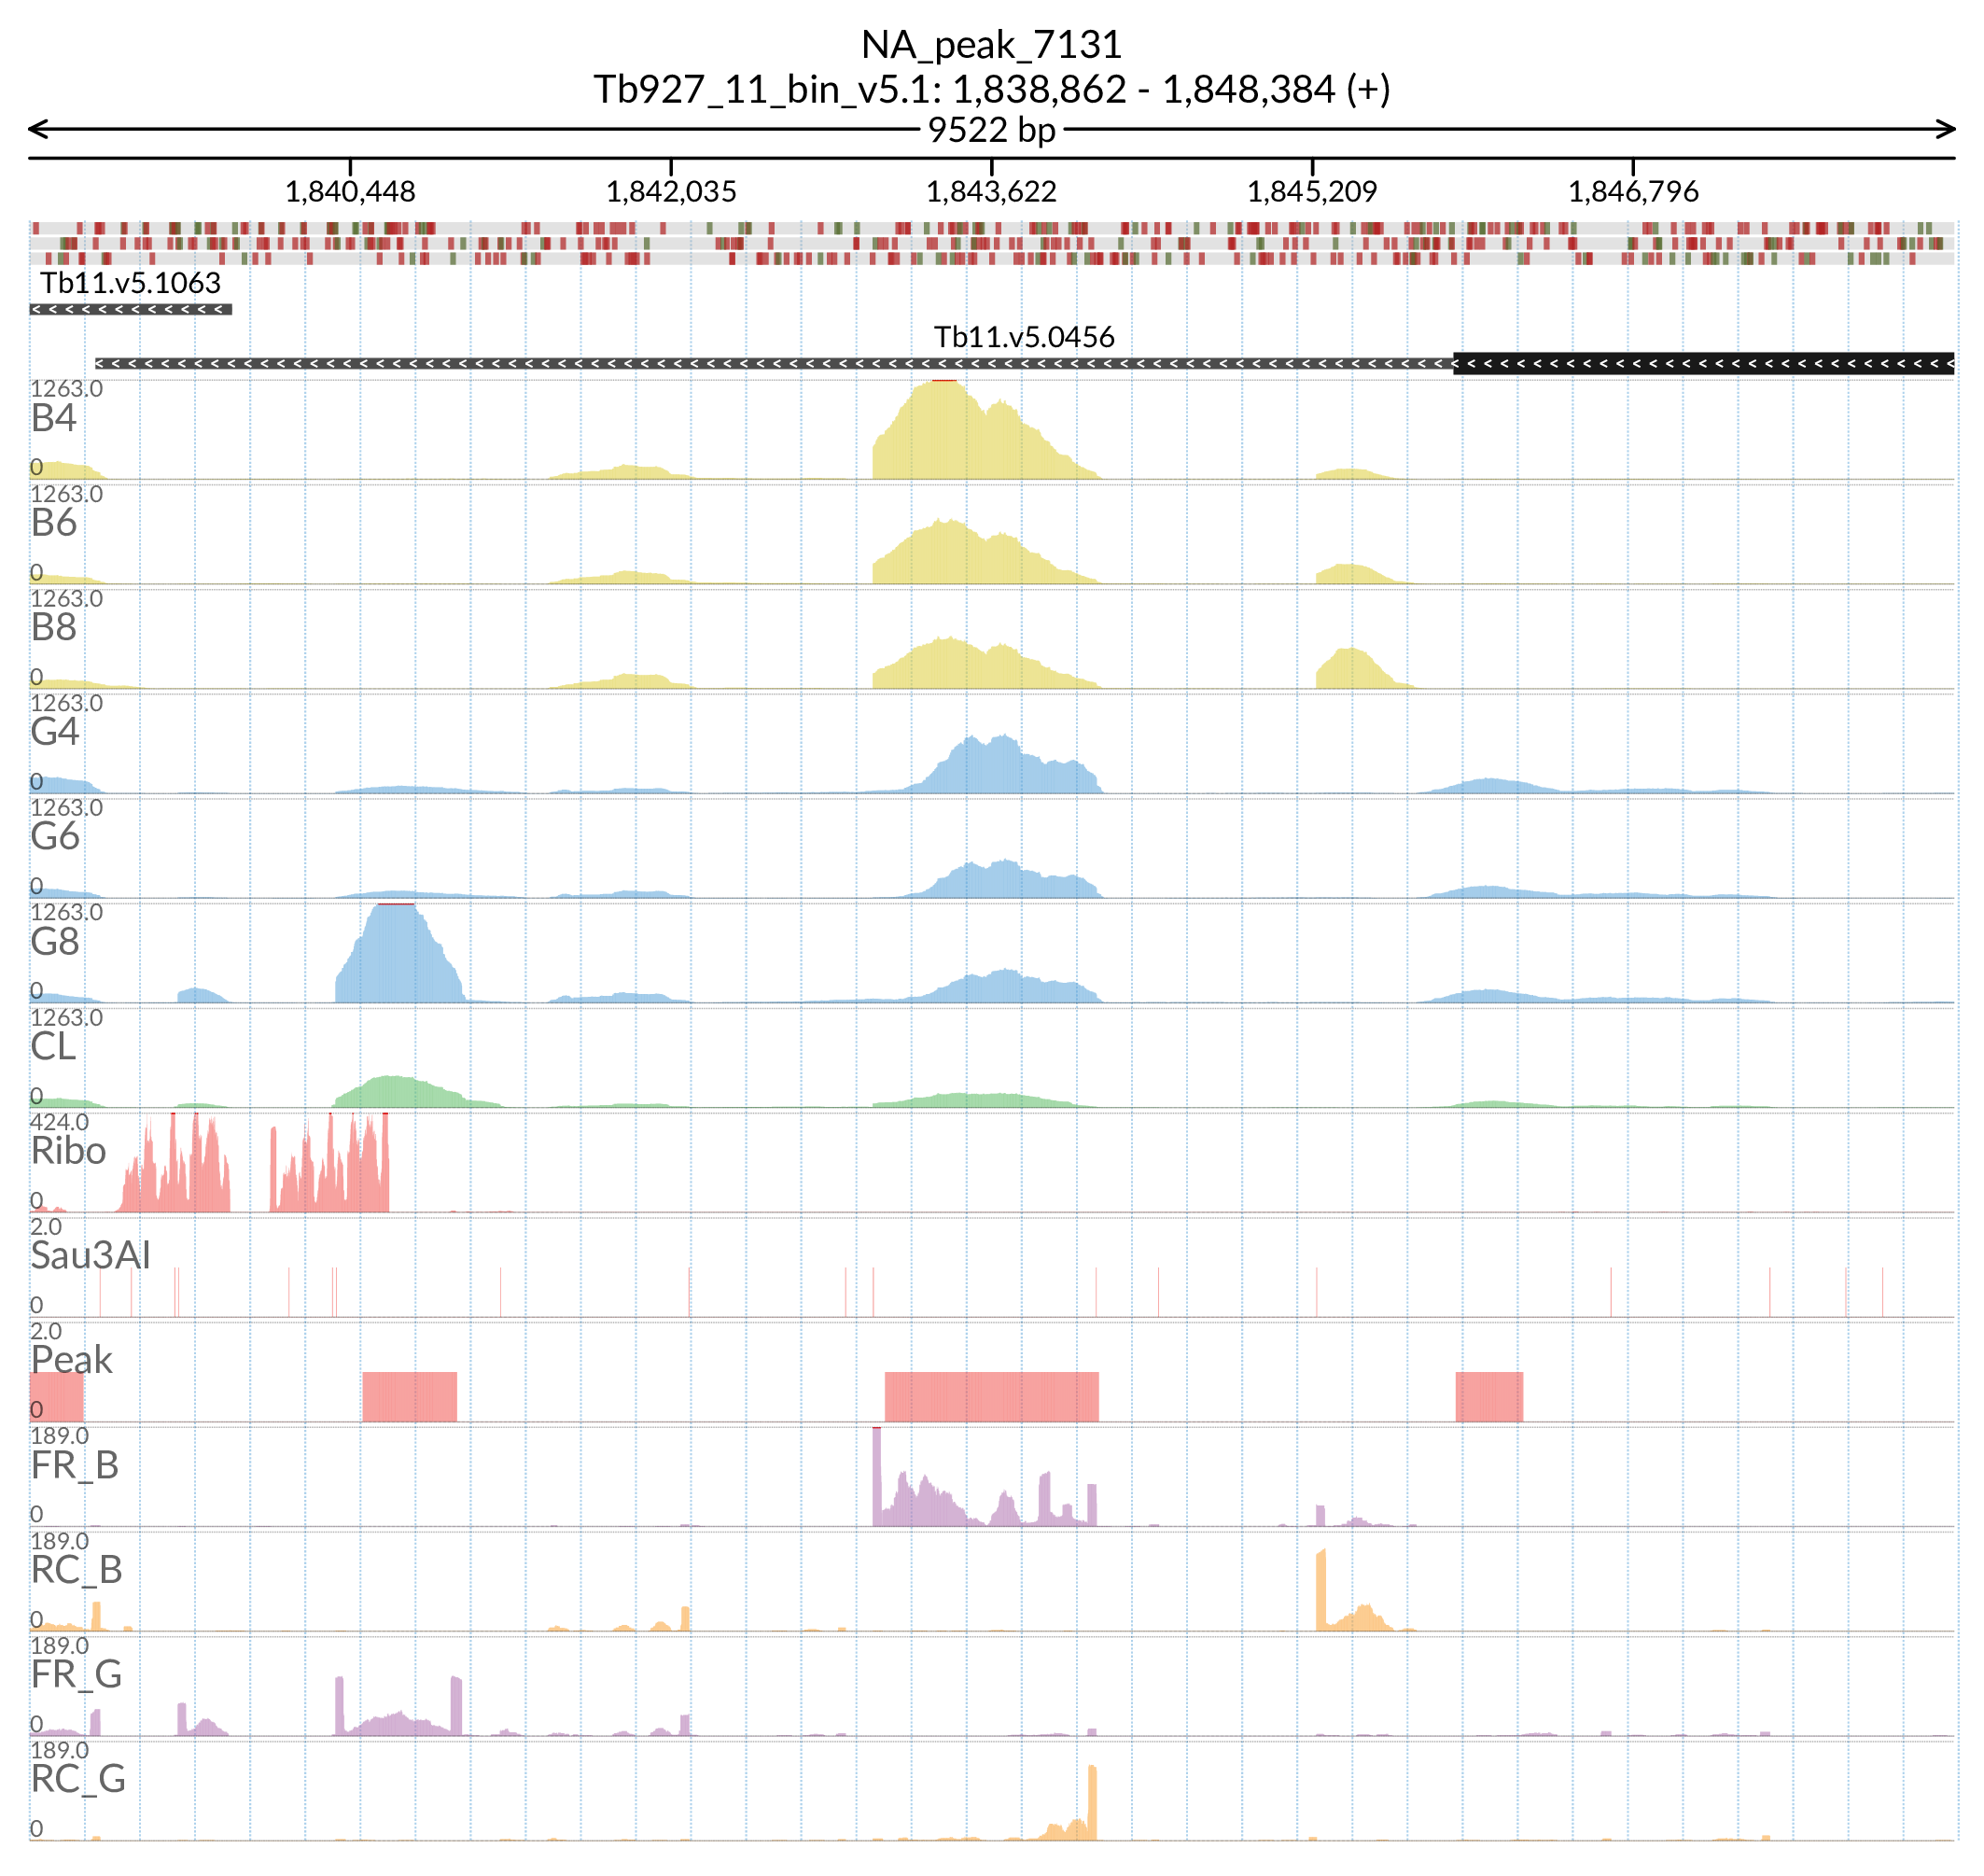 NA_peak_7131
Tb927_11_bin_v5.1: 1,838,862 - 1,848,384 (+)
9522 bp
1,840,448 1,842,035 1,843,622 1,845,209 1,846,796
Tb11.v5.1063
Tb11.v5.0456
1263.0
B4
0
1263.0
B6
0
1263.0
B8
0
1263.0
G4
0
1263.0
G6
0
1263.0
G8
0
1263.0
CL
0
424.0
Ribo
0
2.0
Sau3AI
0
2.0
Peak
0
189.0
FR_B
0
189.0
RC_B
0
189.0
FR_G
0
189.0
RC_G
0